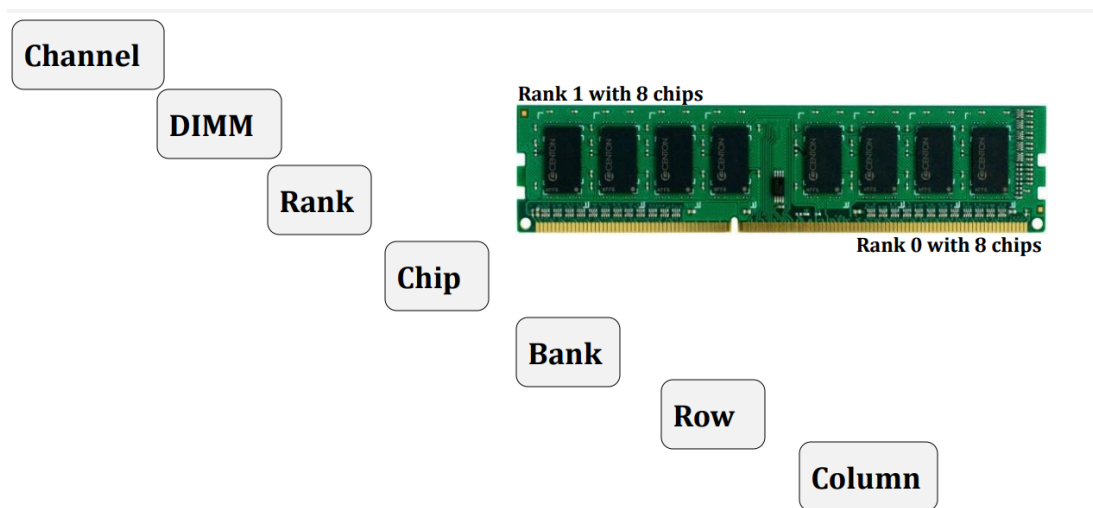 Channel
DIMM
Rank 1 with 8 chips
Rank
Rank 0 with 8 chips
Chip
Bank
Row
Column